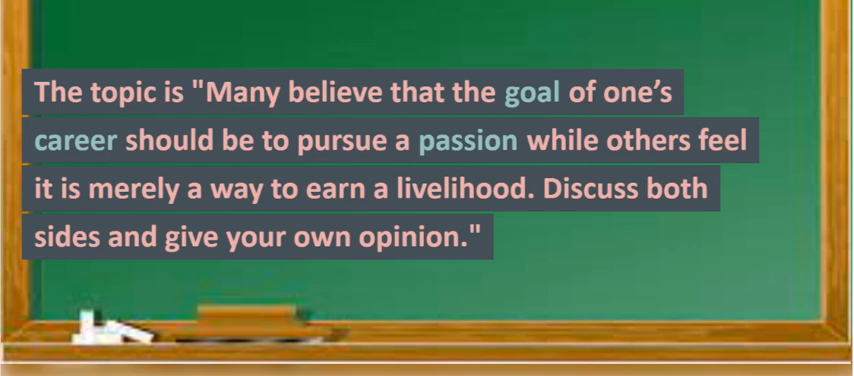 The topic is "Many believe that the goal of one’s
career should be to pursue a passion while others feel
it is merely a way to earn a livelihood. Discuss both
sides and give your own opinion."